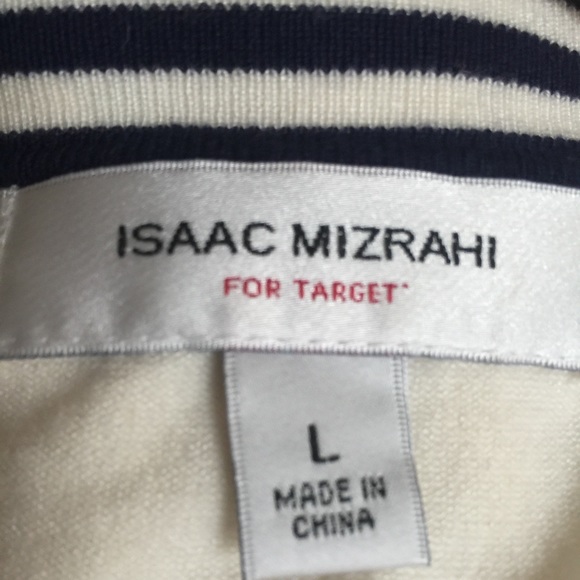 ISAAC MIZRAHI
FOR TARGET
L
MADE IN
CHINA